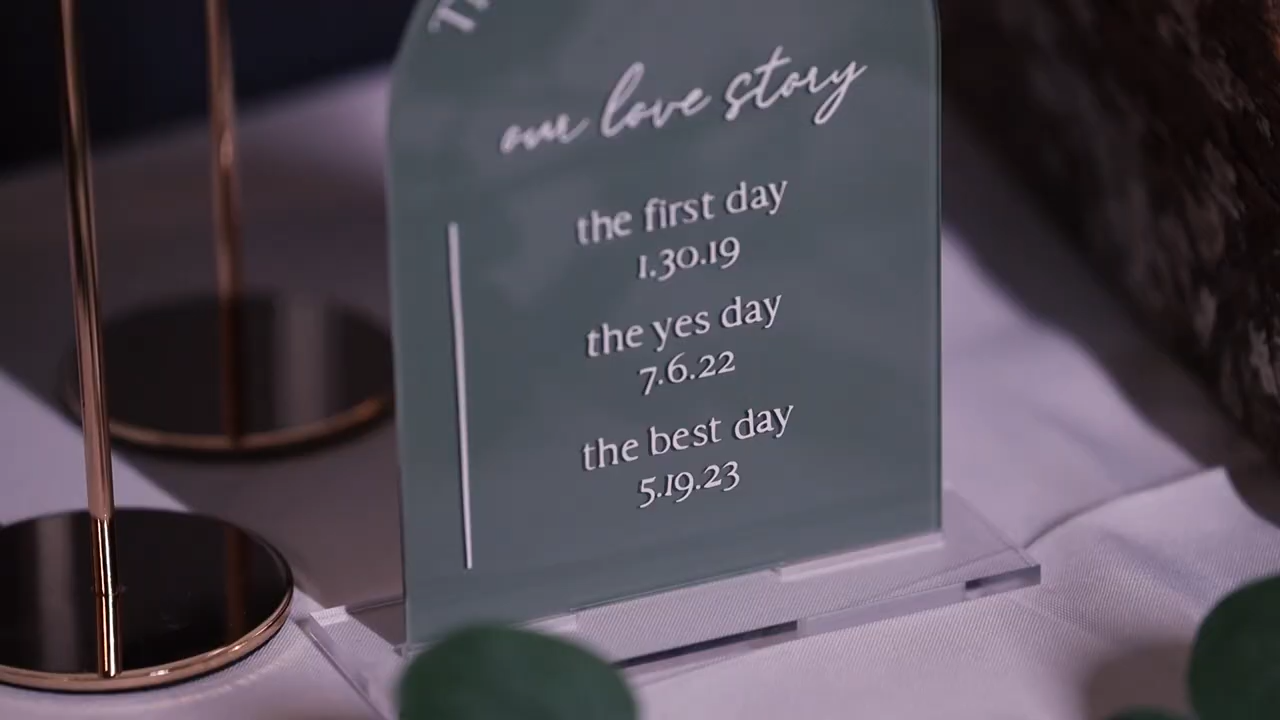 our love story
the first day
1.30.19
the yes day
7.6.22
the best day
5.19.23